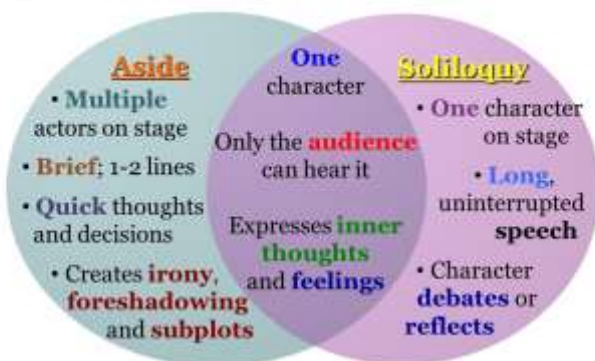 Aside
• Multiple
actors on stage
• Brief; 1-2 lines
• Quick thoughts
and decisions
• Creates irony,
foreshadowing
and subplots
One
character
Only the audience
can hear it
Expresses inner
thoughts
and feelings
Soliloquy
• One character
on stage
• Long,
uninterrupted
speech
• Character
debates or
reflects